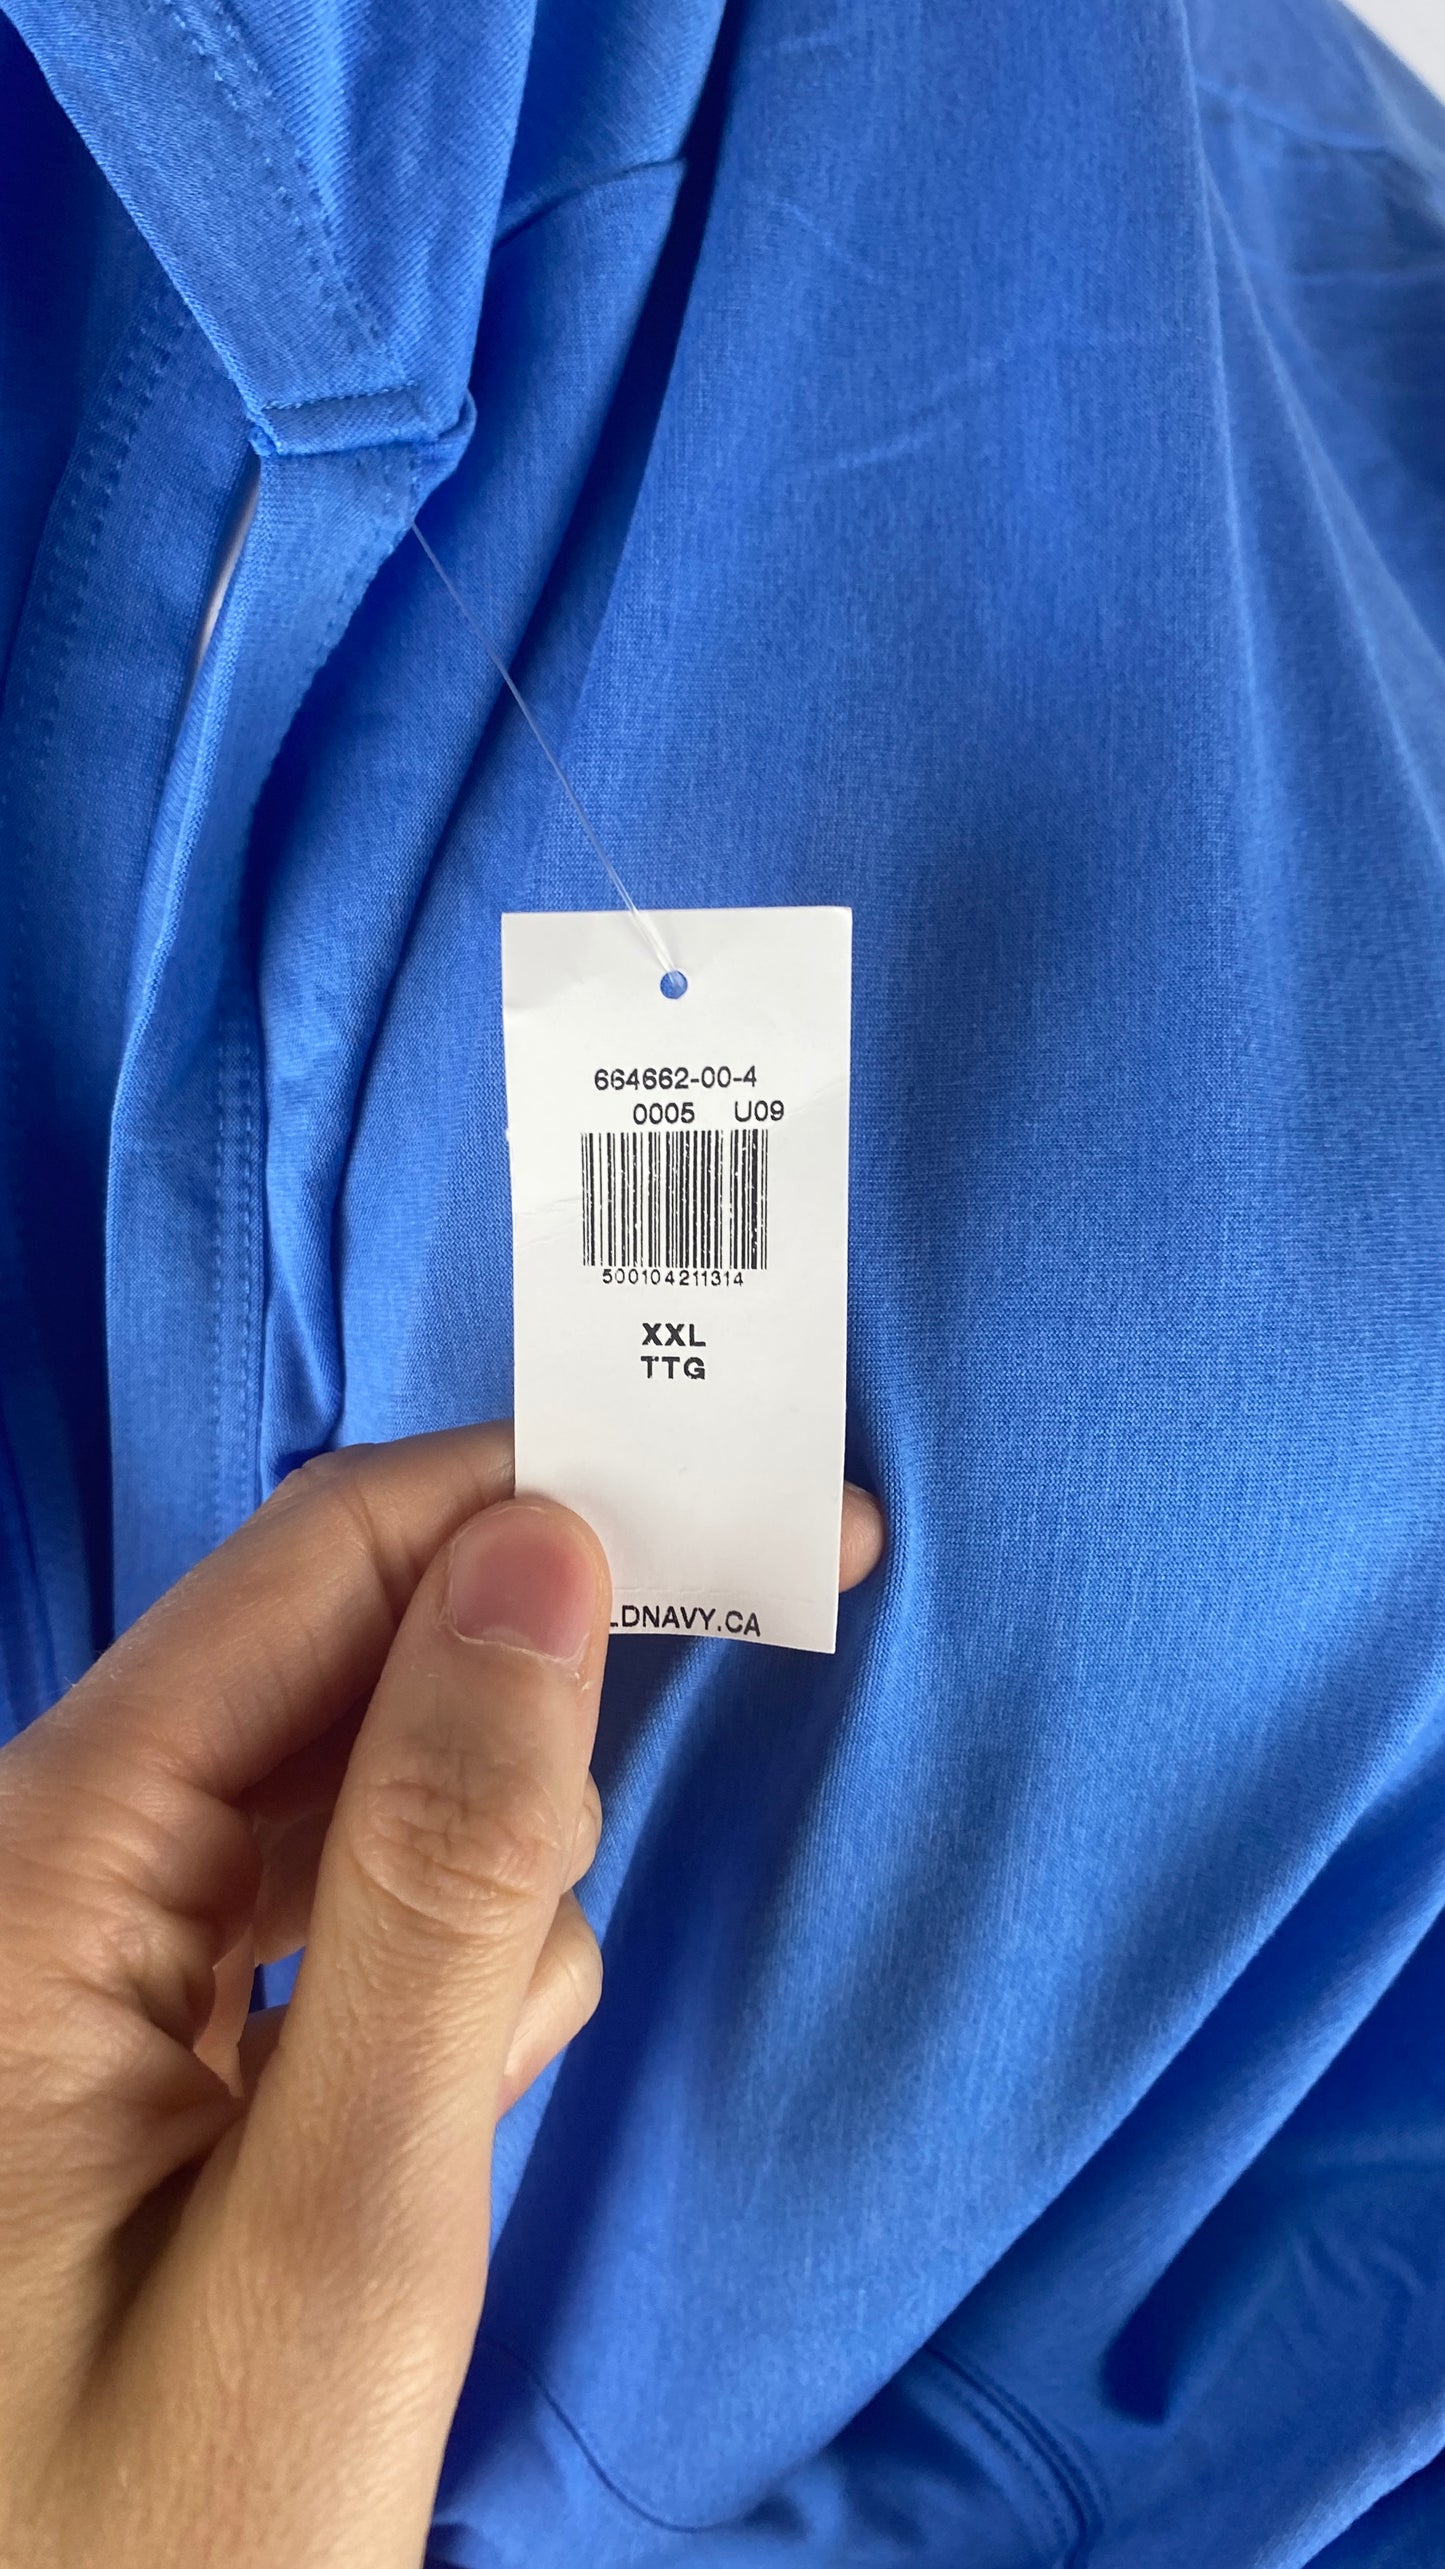 664662-00-4
0005 U09
500104211314
XXL
TTG
LDNAVY.CA